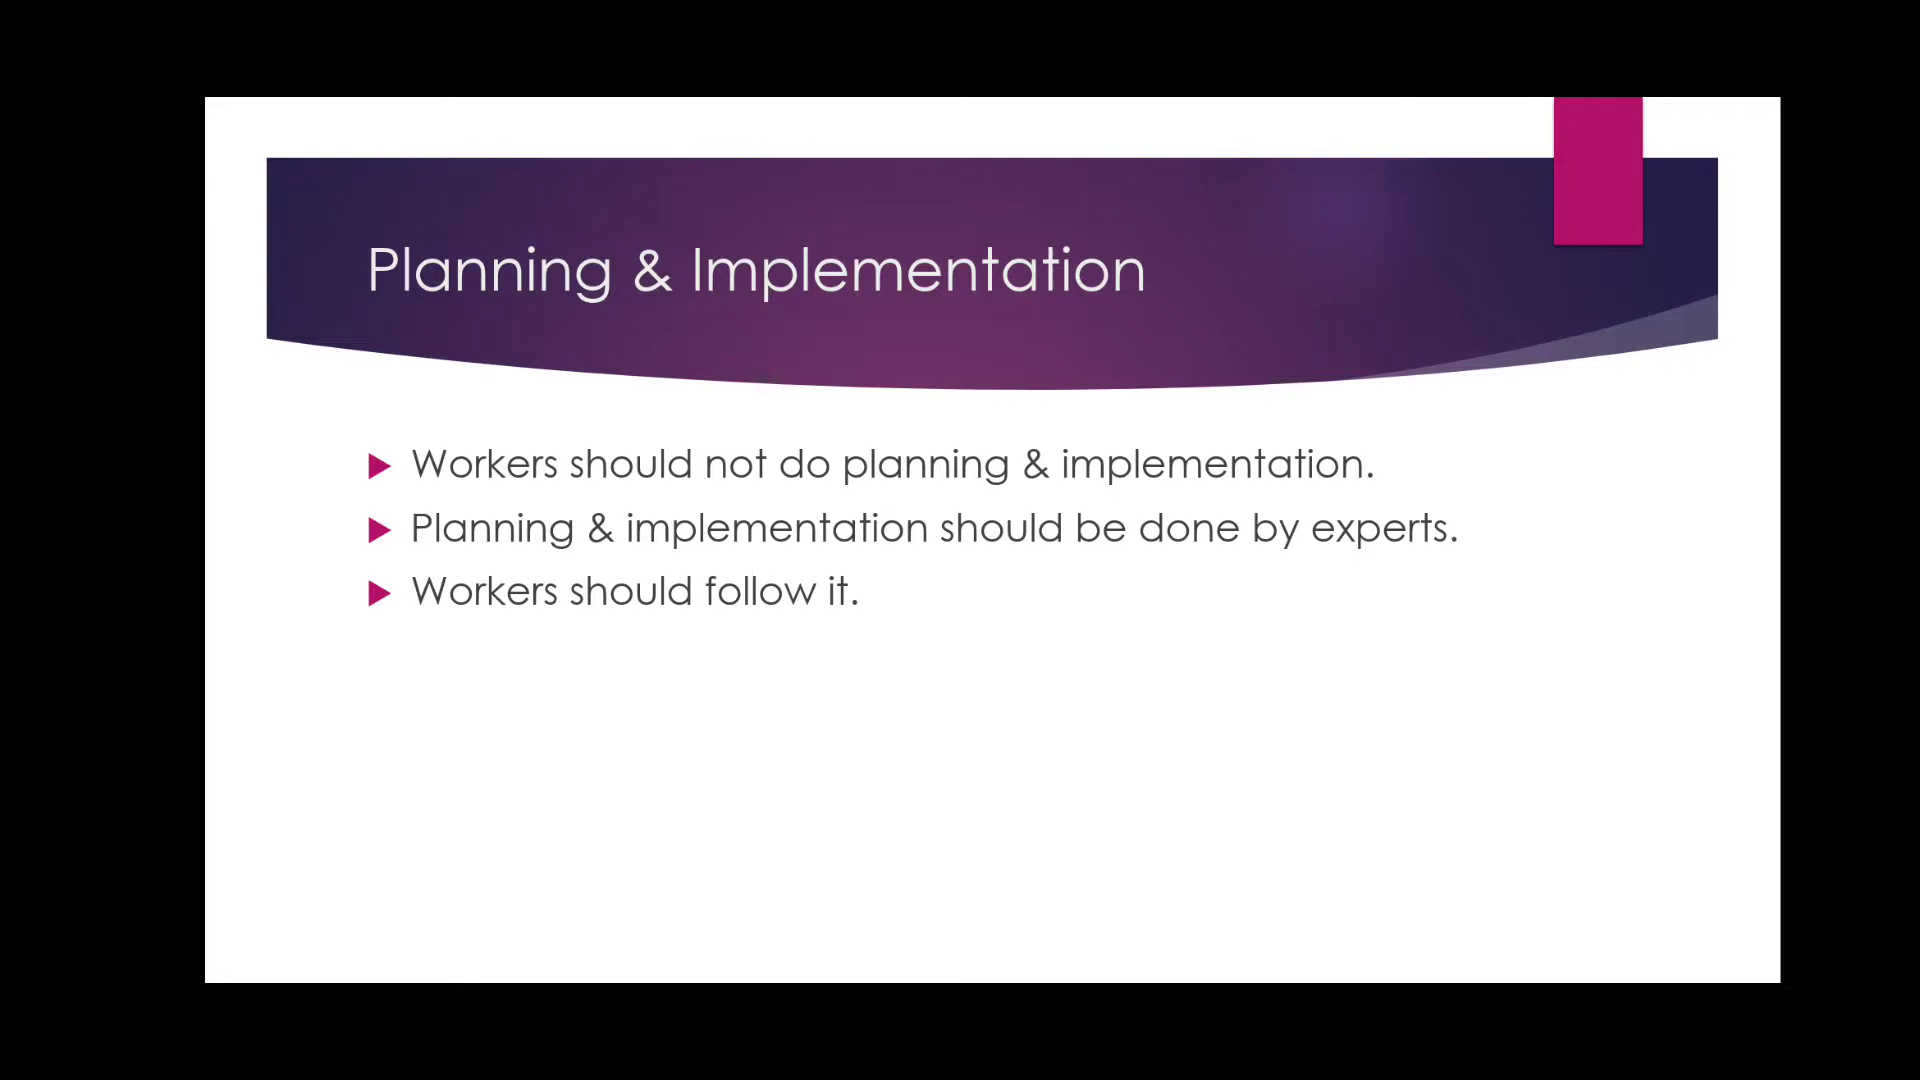 Planning & Implementation
Workers should not do planning & implementation.
Planning & implementation should be done by experts.
Workers should follow it.